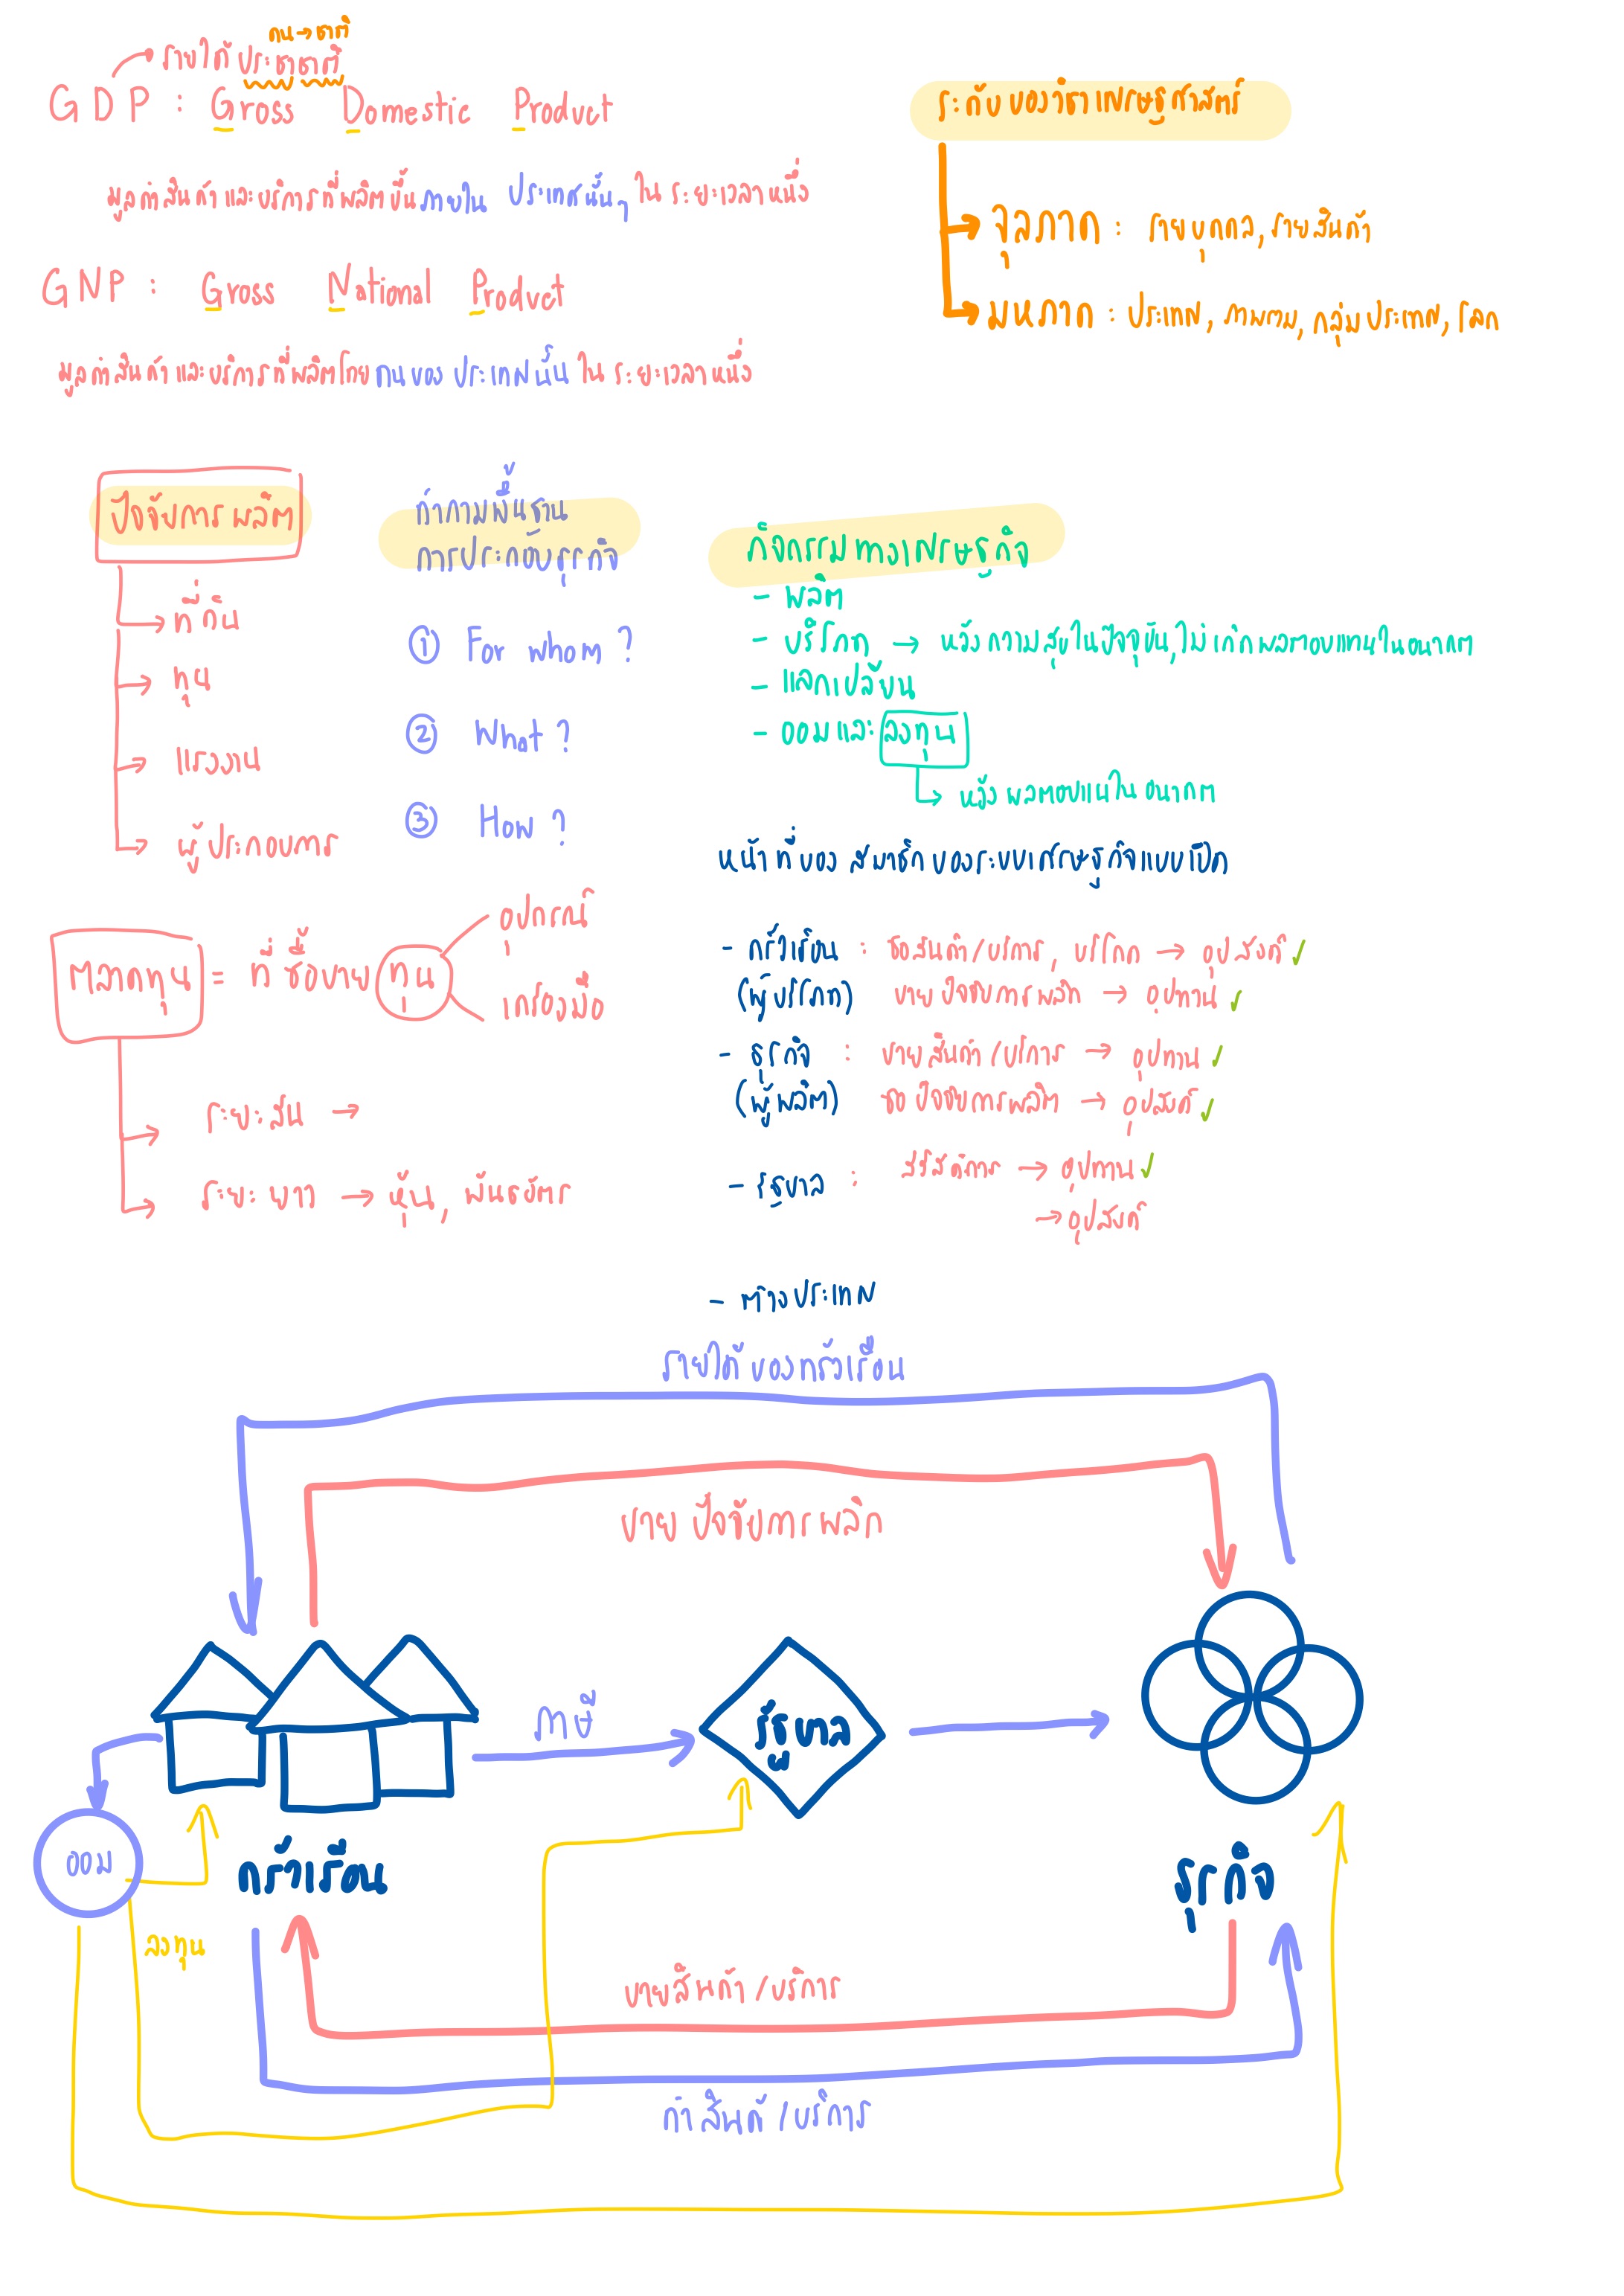 คน → ชาติ
รายได้ประชาชาติ
GDP : Gross Domestic Product
มูลค่าสินค้าและบริการที่ผลิตขึ้นภายใน ประเทศนั้นๆ ใน ระยะเวลาหนึ่ง
GNP : Gross National Product
มูลค่าสินค้าและบริการที่ผลิตโดยคนของ ประเทศนั้น ใน ระยะเวลาหนึ่ง
ระดับของวิชาเศรษฐศาสตร์
จุลภาค : รายบุคคล, รายสินค้า
มหภาค : ประเทศ, ภาพรวม, กลุ่มประเทศ, โลก
ปัจจัยการผลิต
ที่ดิน
ทุน
แรงงาน
ผู้ประกอบการ
คำถามพื้นฐาน
การประกอบธุรกิจ
① For whom ?
② What ?
③ How ?
กิจกรรมทางเศรษฐกิจ
- ผลิต
- บริโภค → หวังความสุขในปัจจุบัน, ไม่เกิดผลตอบแทนในอนาคต
- แลกเปลี่ยน
- ออมและลงทุน
หวังผลตอบแนในอนาคต
ตลาดทุน = ที่ซื้อขายทุน
อุปกรณ์
เครื่องมือ
ระยะสั้น →
ระยะยาว → หุ้น, พันธบัตร
หน้าที่ของ สมาชิกของระบบเศรษฐกิจแบบเปิด
- ครัวเรือน : ซื้อสินค้า/บริการ, บริโภค → อุปสงค์ ✓
(ผู้บริโภค) ขายปัจจัยการผลิต → อุปทาน ✓
- ธุรกิจ : ขายสินค้า/บริการ → อุปทาน ✓
(ผู้ผลิต) ซื้อปัจจัยการผลิต → อุปสงค์ ✓
- รัฐบาล : สวัสดิการ → อุปทาน ✓
→ อุปสงค์
- ต่างประเทศ
รายได้ของครัวเรือน
ขายปัจจัยการผลิต
ภาษี
รัฐบาล
ออม
ครัวเรือน
ธุรกิจ
ลงทุน
ขายสินค้า/บริการ
ค่าสินค้า/บริการ